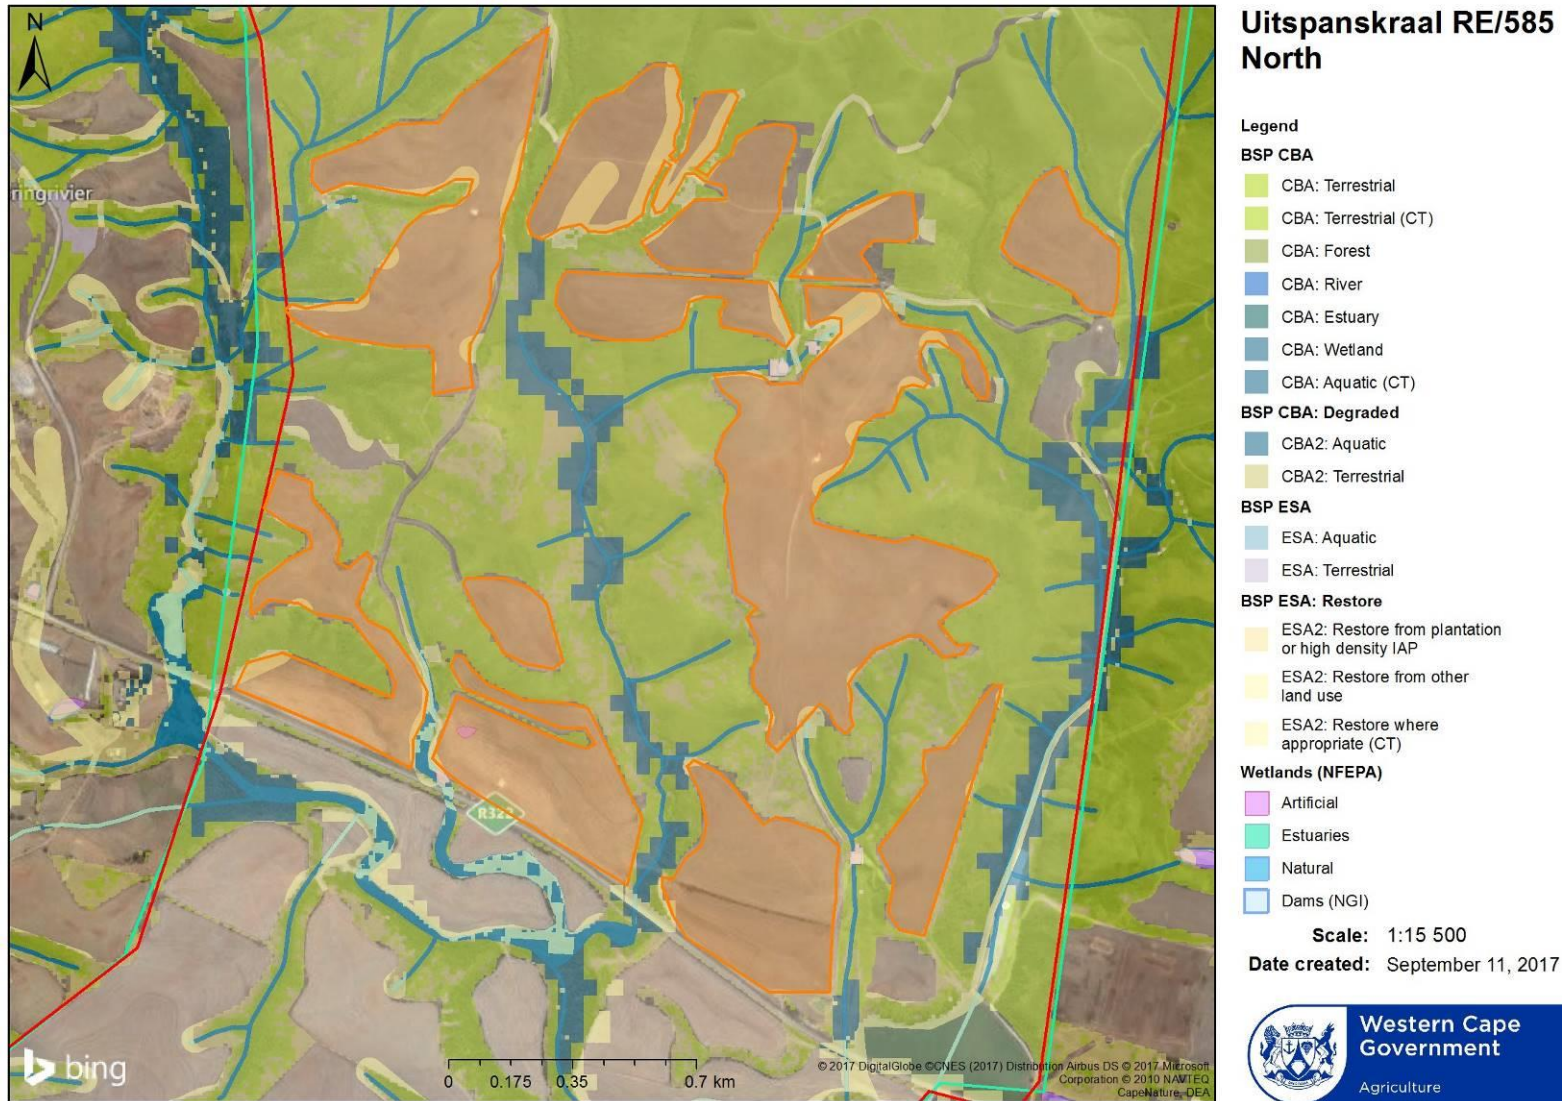 N
ringrivier
R322
bing
0 0.175 0.35 0.7 km
© 2017 DigitalGlobe ©CNES (2017) Distribution Airbus DS © 2017 Microsoft
Corporation © 2010 NAVTEQ
CapeNature, DEA
Uitspanskraal RE/585
North
Legend
BSP CBA
CBA: Terrestrial
CBA: Terrestrial (CT)
CBA: Forest
CBA: River
CBA: Estuary
CBA: Wetland
CBA: Aquatic (CT)
BSP CBA: Degraded
CBA2: Aquatic
CBA2: Terrestrial
BSP ESA
ESA: Aquatic
ESA: Terrestrial
BSP ESA: Restore
ESA2: Restore from plantation
or high density IAP
ESA2: Restore from other
land use
ESA2: Restore where
appropriate (CT)
Wetlands (NFEPA)
Artificial
Estuaries
Natural
Dams (NGI)
Scale: 1:15 500
Date created: September 11, 2017
Western Cape
Government
Agriculture